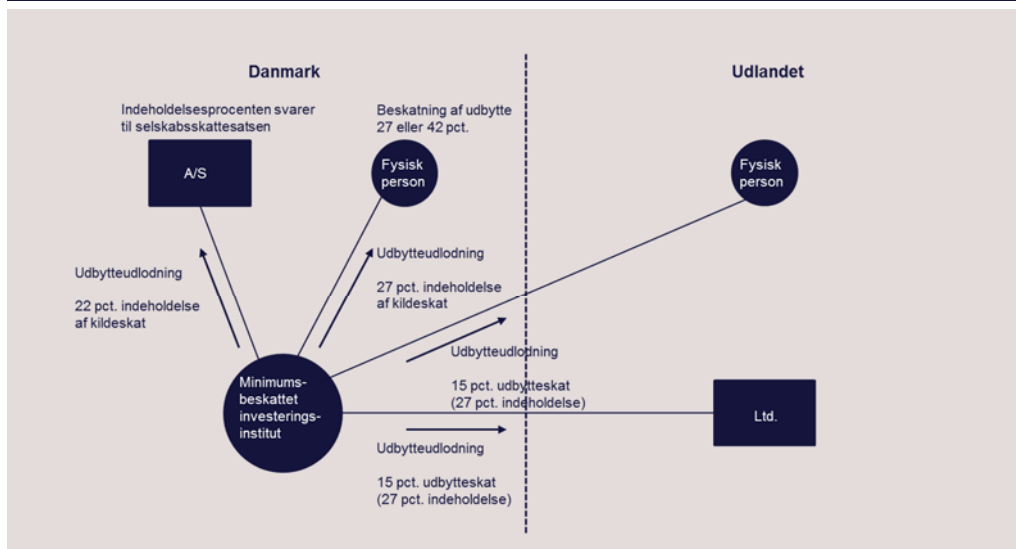 Danmark
Udlandet
Indeholdelsesprocenten svarer
til selskabsskattesatsen
Beskatning af udbytte
27 eller 42 pct.
A/S
Fysisk
person
Fysisk
person
Udbytteudlodning
22 pct. indeholdelse
af kildeskat
Udbytteudlodning
27 pct. indeholdelse
af kildeskat
Udbytteudlodning
15 pct. udbytteskat
(27 pct. indeholdelse)
Minimums-
beskattet
investerings-
institut
Ltd.
Udbytteudlodning
15 pct. udbytteskat
(27 pct. indeholdelse)